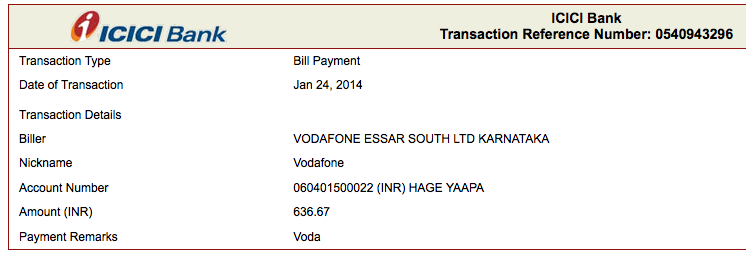 ICICI Bank
ICICI Bank
Transaction Reference Number: 0540943296
Transaction Type Bill Payment
Date of Transaction Jan 24, 2014
Transaction Details
Biller VODAFONE ESSAR SOUTH LTD KARNATAKA
Nickname Vodafone
Account Number 060401500022 (INR) HAGE YAAPA
Amount (INR) 636.67
Payment Remarks Voda